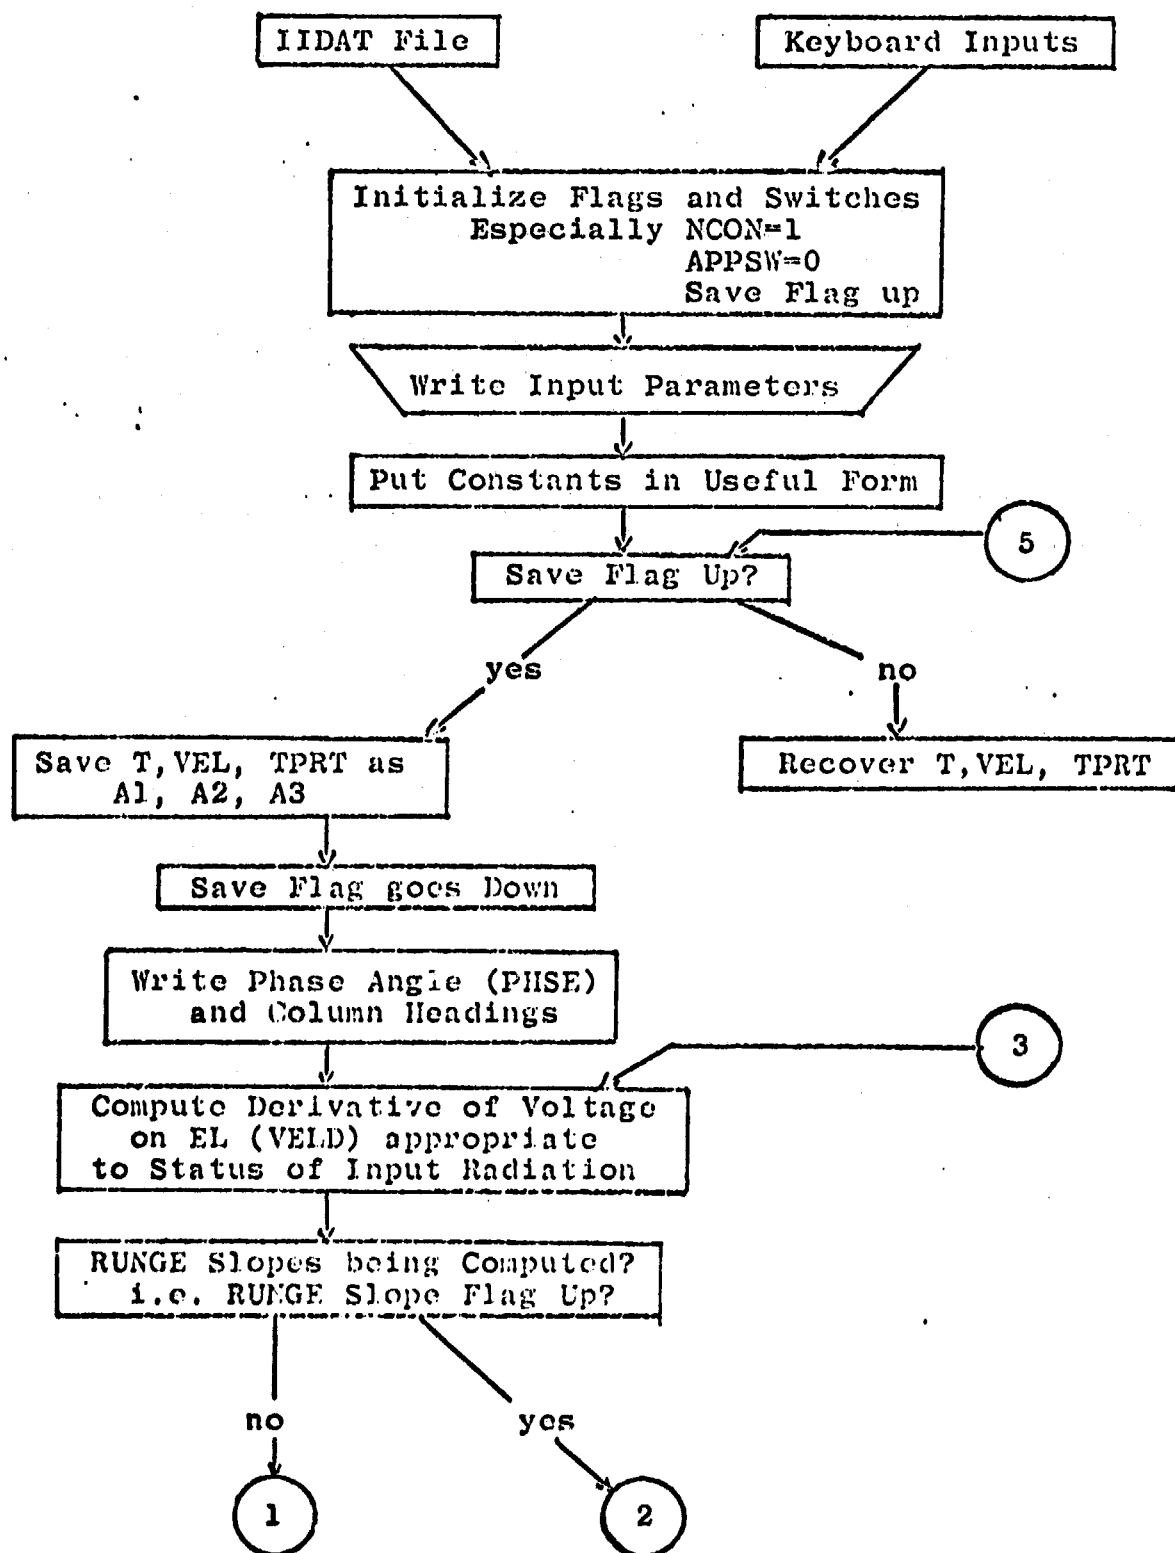 IIDAT File
Keyboard Inputs
Initialize Flags and Switches
Especially NCON=1
APPSW=0
Save Flag up
Write Input Parameters
Put Constants in Useful Form
5
Save Flag Up?
yes
no
Save T,VEL, TPRT as
A1, A2, A3
Recover T,VEL, TPRT
Save Flag goes Down
Write Phase Angle (PHSE)
and Column Headings
3
Compute Derivative of Voltage
on EL (VELD) appropriate
to Status of Input Radiation
RUNGE Slopes being Computed?
i.e. RUNGE Slope Flag Up?
no
yes
1
2